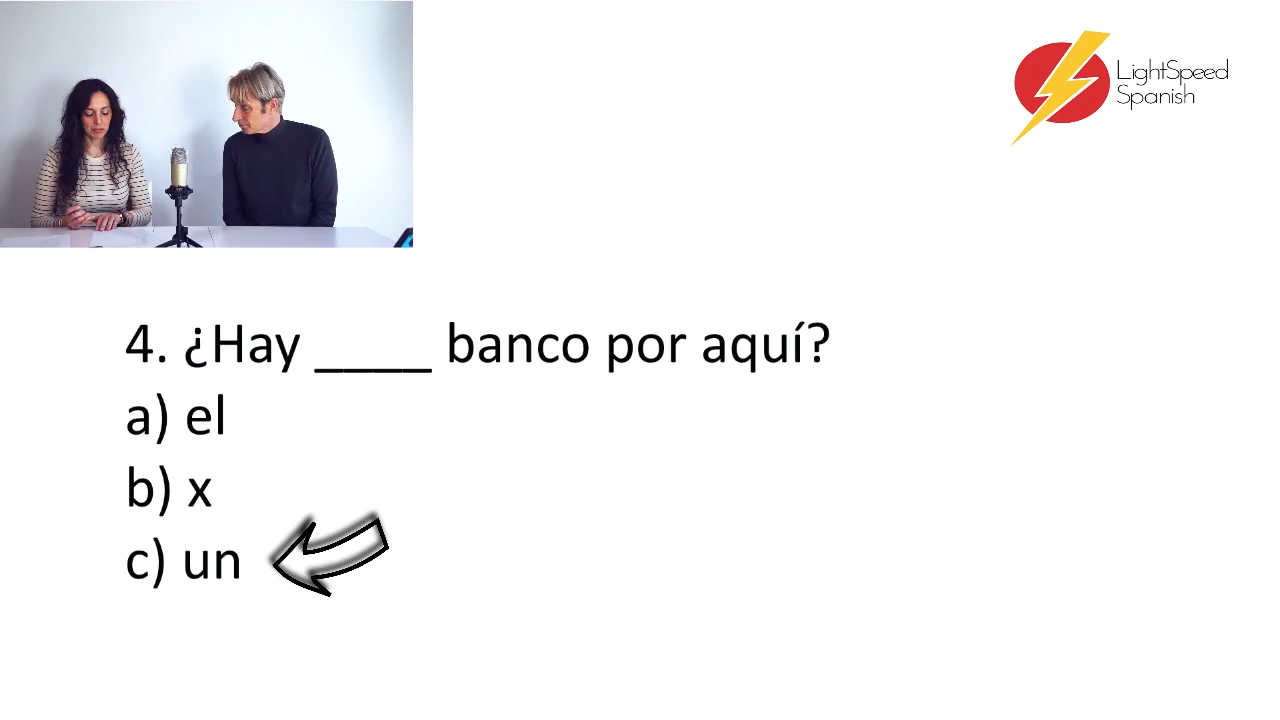 LightSpeed
Spanish
4. ¿Hay ____ banco por aquí?
a) el
b) x
c) un